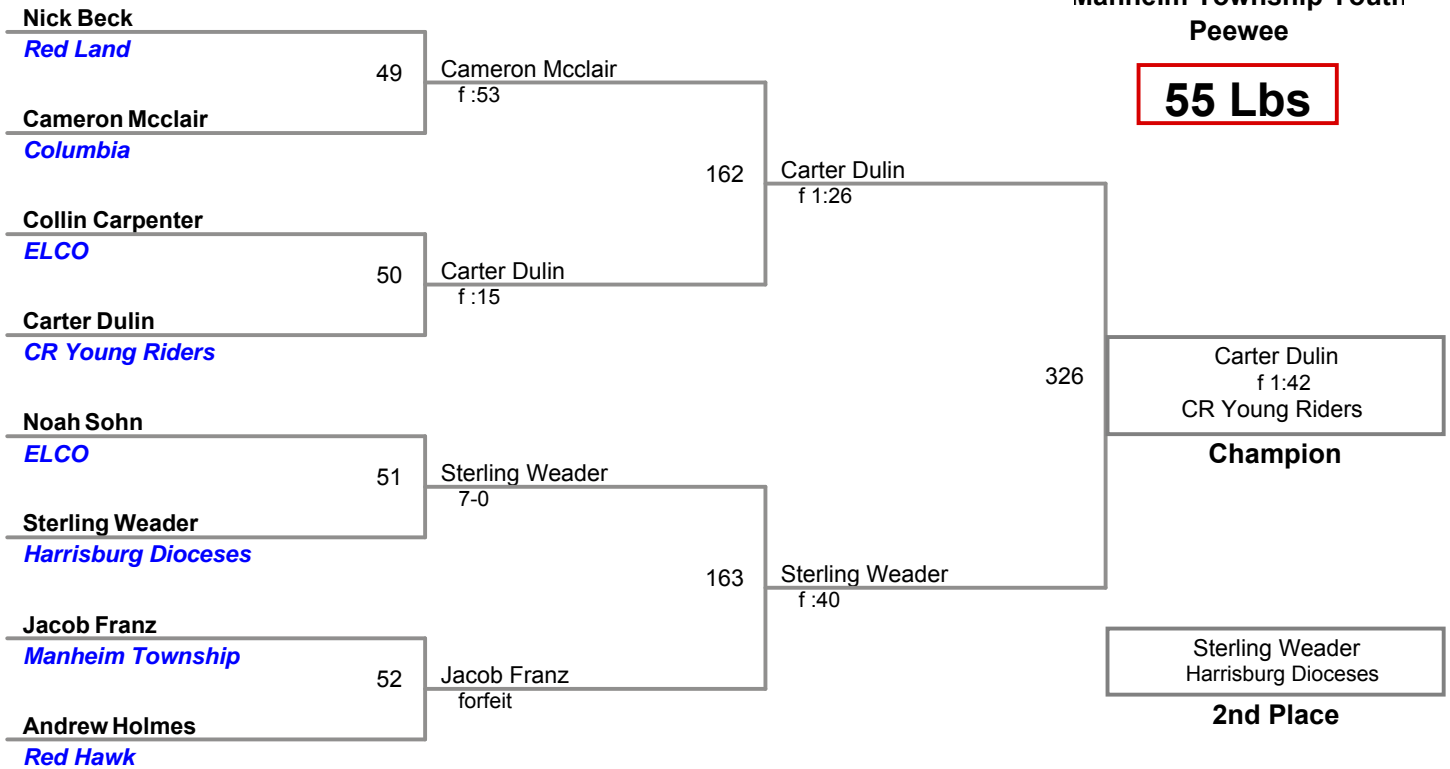 Manheim Township Youth
Peewee
55 Lbs
Nick Beck
Red Land
49
Cameron Mcclair
f :53
Cameron Mcclair
Columbia
162
Carter Dulin
f 1:26
Collin Carpenter
ELCO
50
Carter Dulin
f :15
Carter Dulin
CR Young Riders
326
Carter Dulin
f 1:42
CR Young Riders
Champion
Noah Sohn
ELCO
51
Sterling Weader
7-0
Sterling Weader
Harrisburg Dioceses
163
Sterling Weader
f :40
Jacob Franz
Manheim Township
52
Jacob Franz
forfeit
Andrew Holmes
Red Hawk
Sterling Weader
Harrisburg Dioceses
2nd Place